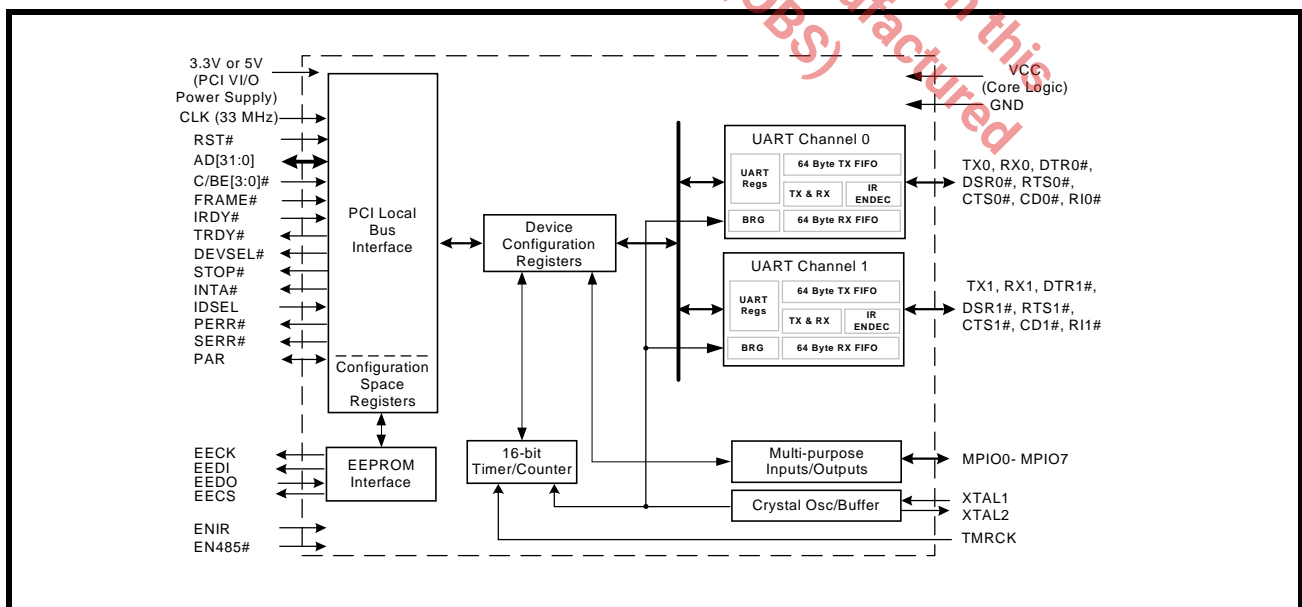 n this
ufactured
OBS)
3.3V or 5V
(PCI VI/O
Power Supply)
CLK (33 MHz)
RST#
AD[31:0]
C/BE[3:0]#
FRAME#
IRDY#
TRDY#
DEVSEL#
STOP#
INTA#
IDSEL
PERR#
SERR#
PAR
EECK
EEDI
EEDO
EECS
ENIR
EN485#
PCI Local
Bus
Interface
Configuration
Space
Registers
EEPROM
Interface
Device
Configuration
Registers
16-bit
Timer/Counter
UART Channel 0
UART
Regs
64 Byte TX FIFO
TX & RX
IR
ENDEC
BRG
64 Byte RX FIFO
UART Channel 1
UART
Regs
64 Byte TX FIFO
TX & RX
IR
ENDEC
BRG
64 Byte RX FIFO
Multi-purpose
Inputs/Outputs
Crystal Osc/Buffer
VCC
(Core Logic)
GND
TX0, RX0, DTR0#,
DSR0#, RTS0#,
CTS0#, CD0#, RI0#
TX1, RX1, DTR1#,
DSR1#, RTS1#,
CTS1#, CD1#, RI1#
MPIO0- MPIO7
XTAL1
XTAL2
TMRCK